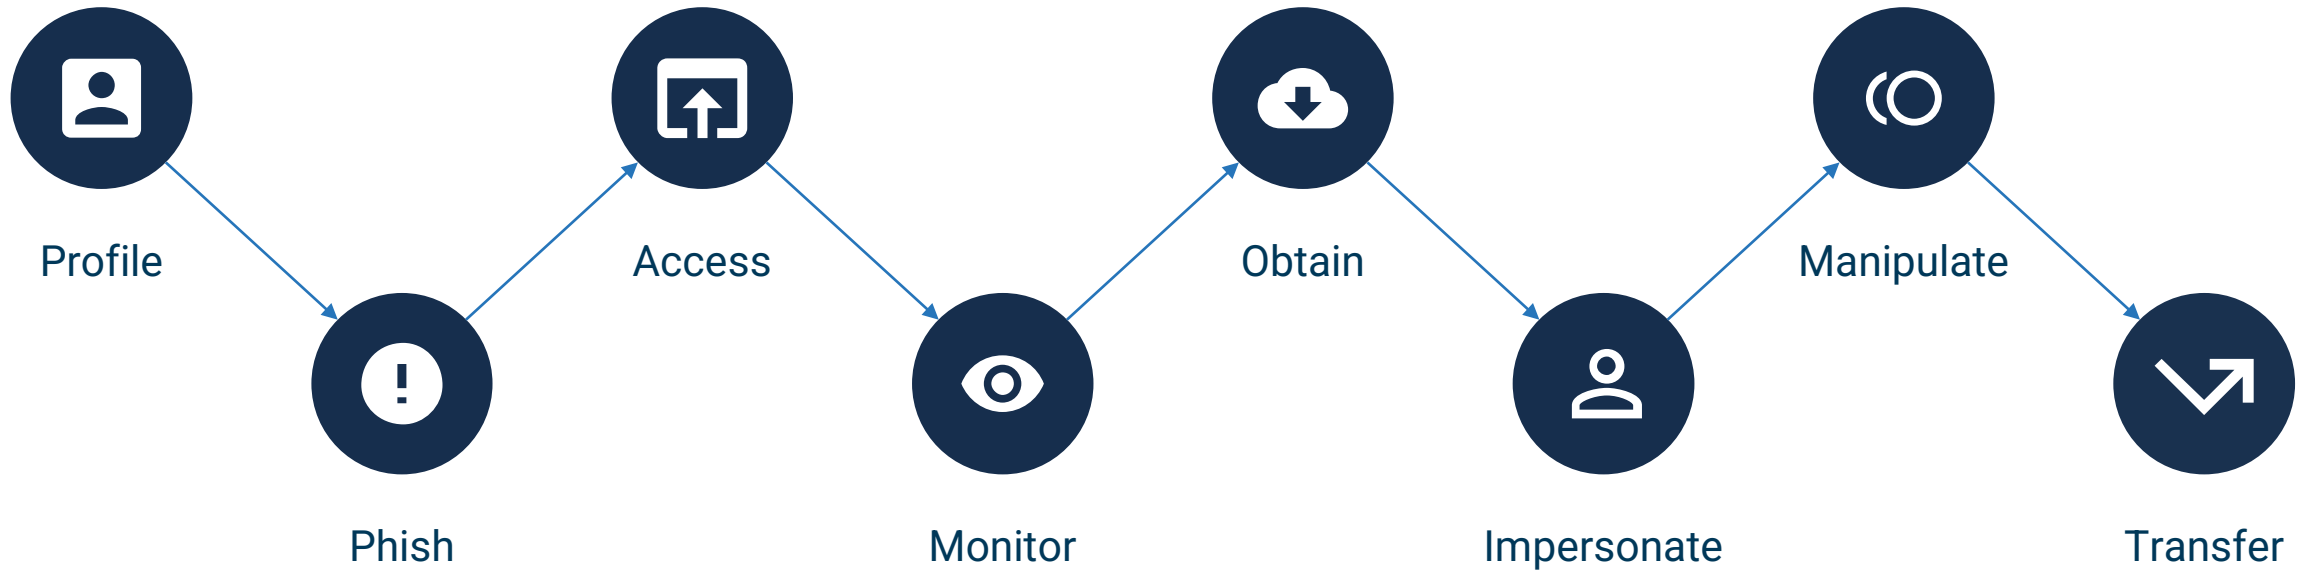 Profile
Phish
Access
Monitor
Obtain
Impersonate
Manipulate
Transfer